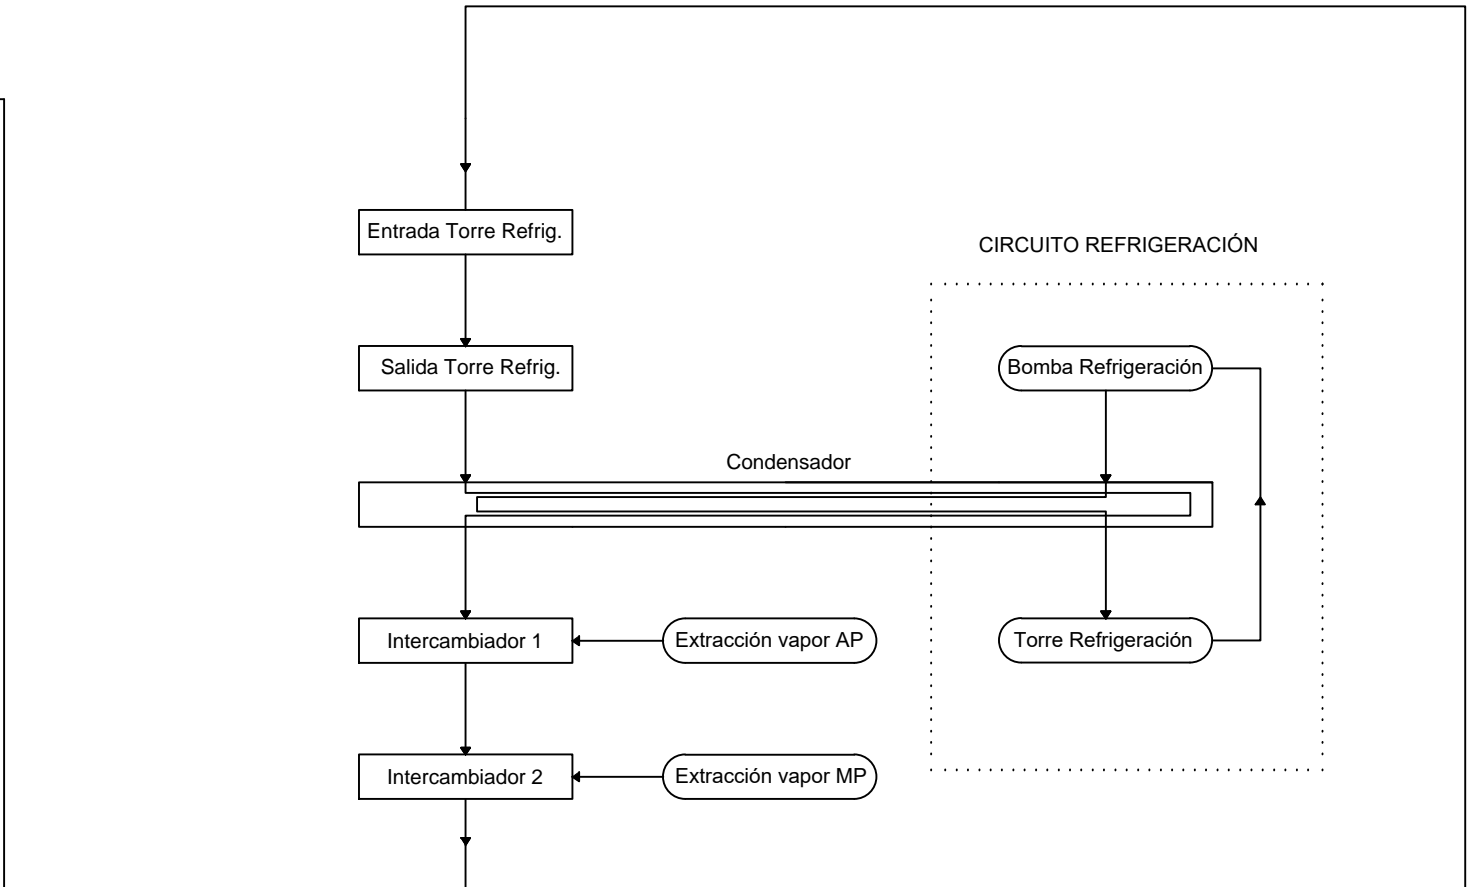 Entrada Torre Refrig.
CIRCUITO REFRIGERACIÓN
Salida Torre Refrig.
Bomba Refrigeración
Condensador
Intercambiador 1
Extracción vapor AP
Torre Refrigeración
Intercambiador 2
Extracción vapor MP